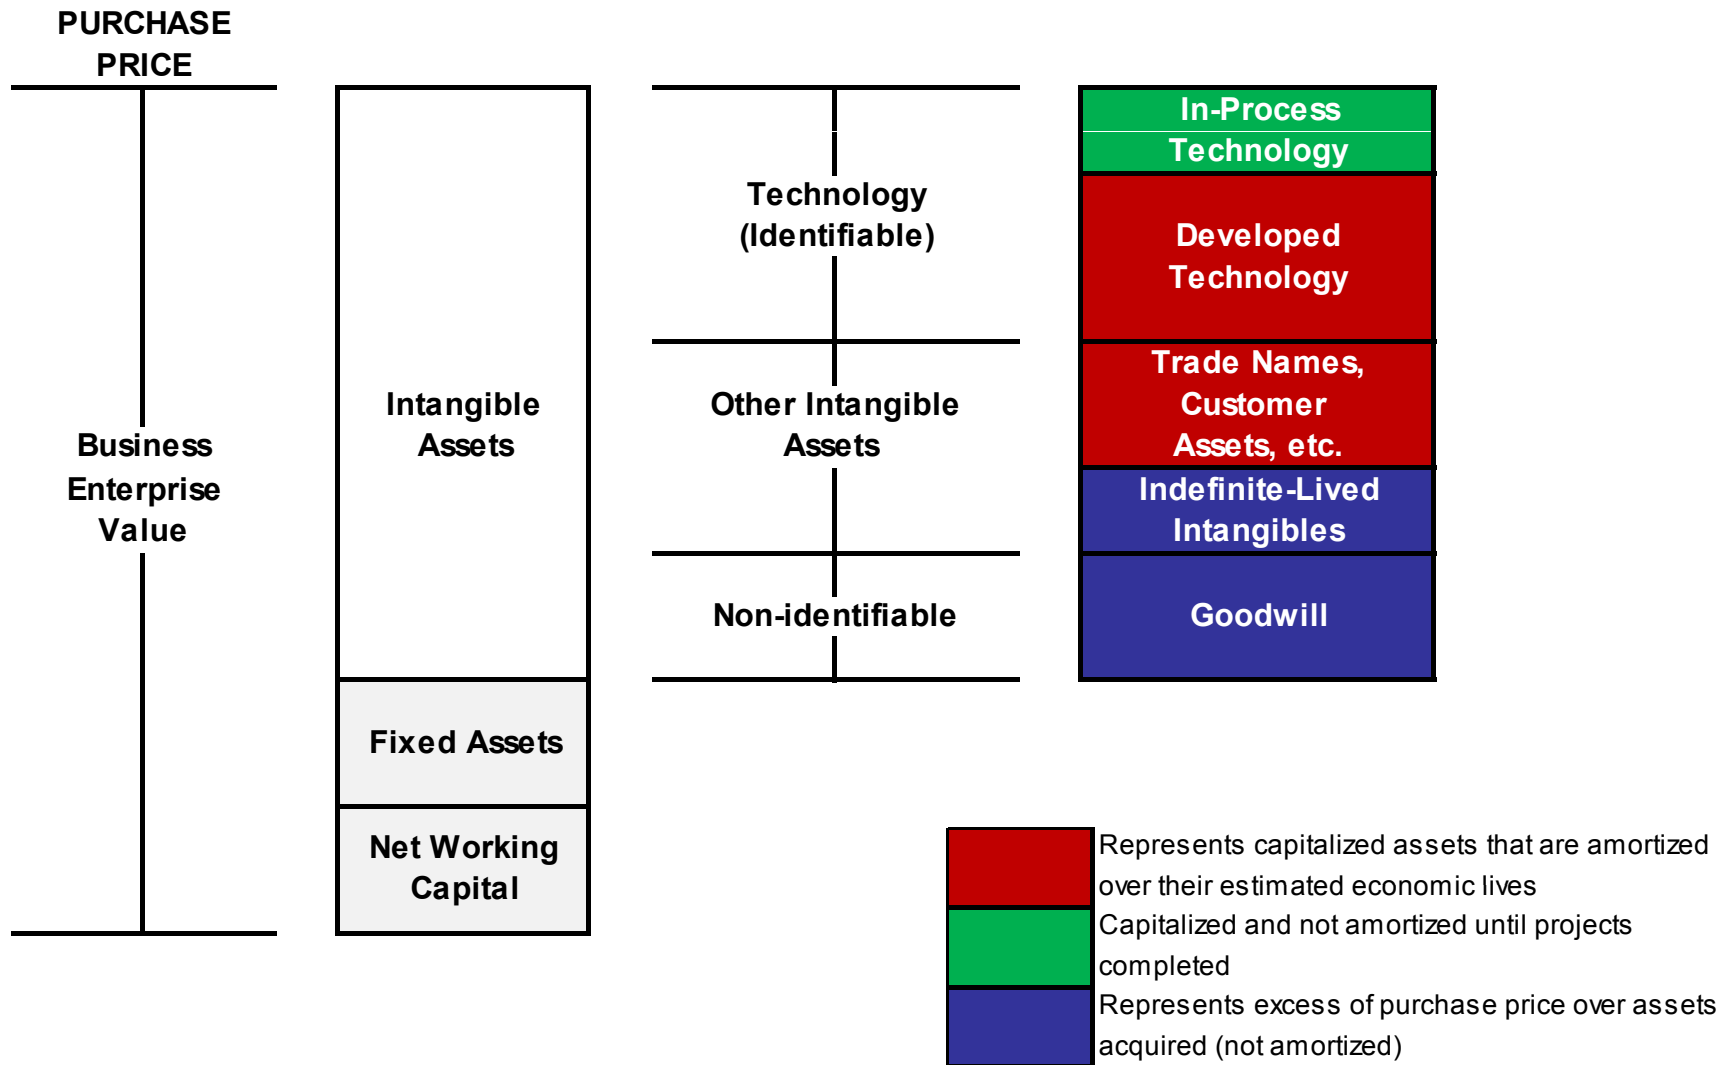 PURCHASE
PRICE
Business
Enterprise
Value
Intangible
Assets
Fixed Assets
Net Working
Capital
Technology
(Identifiable)
Other Intangible
Assets
Non-identifiable
In-Process
Technology
Developed
Technology
Trade Names,
Customer
Assets, etc.
Indefinite-Lived
Intangibles
Goodwill
Represents capitalized assets that are amortized
over their estimated economic lives
Capitalized and not amortized until projects
completed
Represents excess of purchase price over assets
acquired (not amortized)